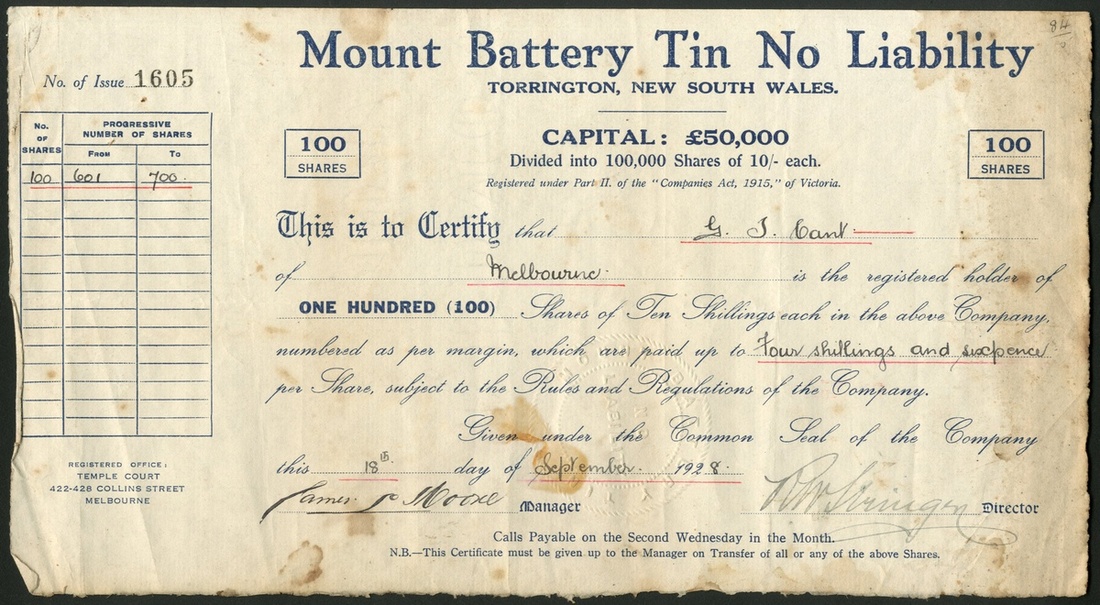 84
Mount Battery Tin No Liability
TORRINGTON, NEW SOUTH WALES.
No. of Issue 1605
No. OF SHARES PROGRESSIVE NUMBER OF SHARES
From To
100 601 700
100 SHARES
CAPITAL: £50,000
100 SHARES
Divided into 100,000 Shares of 10/- each.
Registered under Part II. of the "Companies Act, 1915," of Victoria.
This is to Certify that G. J. Cant
of Melbourne is the registered holder of
ONE HUNDRED (100) Shares of Ten Shillings each in the above Company,
numbered as per margin, which are paid up to Four shillings and sixpence
per Share, subject to the Rules and Regulations of the Company.
Given under the Common Seal of the Company
this 18th day of September 1928.
James P Moore Manager Director
Calls Payable on the Second Wednesday in the Month.
N.B.—This Certificate must be given up to the Manager on Transfer of all or any of the above Shares.
REGISTERED OFFICE:
TEMPLE COURT
422-428 COLLINS STREET
MELBOURNE